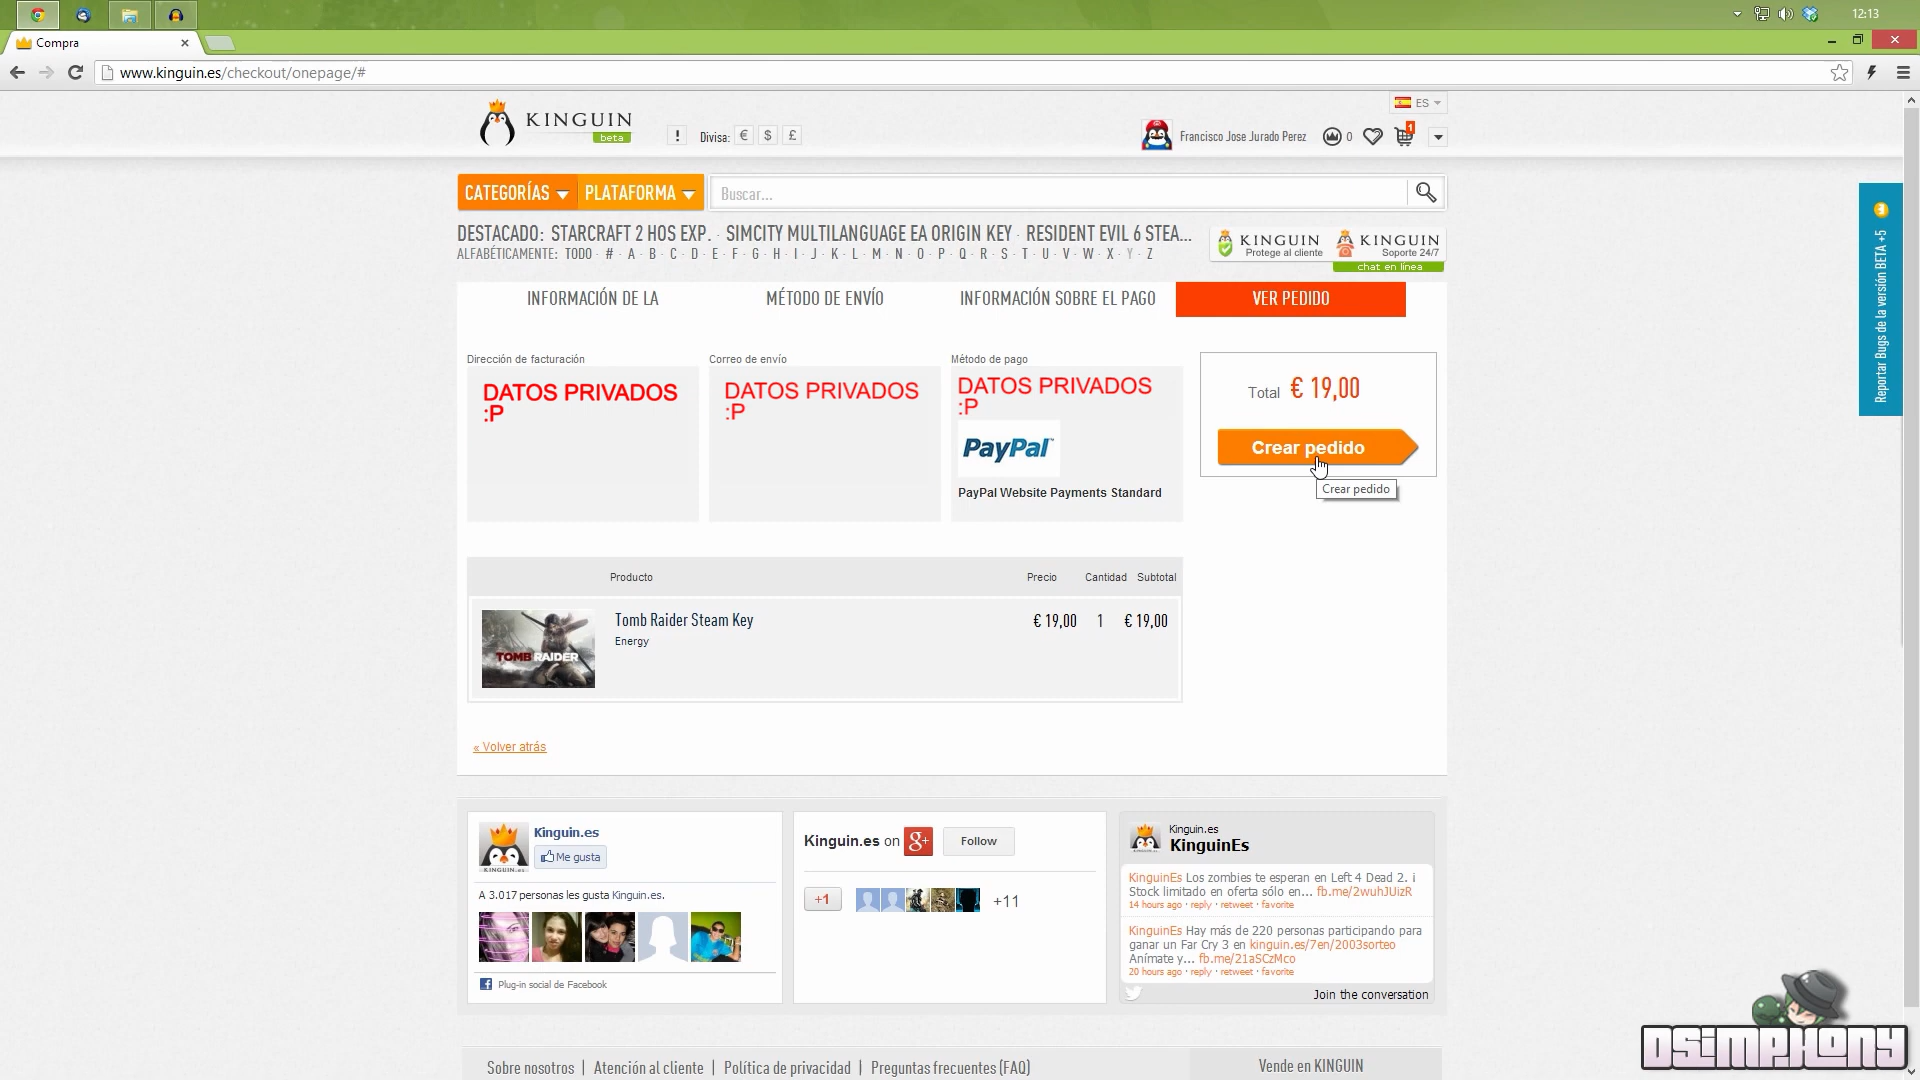 12:13
Compra
www.kinguin.es/checkout/onepage/#
ES
KINGUIN
beta
! Divisa: € $ £
Francisco Jose Jurado Perez 0 1
CATEGORÍAS PLATAFORMA Buscar...
DESTACADO: STARCRAFT 2 HOS EXP. · SIMCITY MULTILANGUAGE EA ORIGIN KEY · RESIDENT EVIL 6 STEA...
ALFABÉTICAMENTE: TODO · # · A · B · C · D · E · F · G · H · I · J · K · L · M · N · O · P · Q · R · S · T · U · V · W · X · Y · Z
KINGUIN
Protege al cliente
KINGUIN
Soporte 24/7
chat en línea
Reportar Bugs de la versión BETA +5
INFORMACIÓN DE LA MÉTODO DE ENVÍO INFORMACIÓN SOBRE EL PAGO VER PEDIDO
Dirección de facturación
DATOS PRIVADOS
:P
Correo de envío
DATOS PRIVADOS
:P
Método de pago
DATOS PRIVADOS
:P
PayPal™
PayPal Website Payments Standard
Total € 19,00
Crear pedido
Crear pedido
Producto Precio Cantidad Subtotal
TOMB RAIDER
Tomb Raider Steam Key € 19,00 1 € 19,00
Energy
« Volver atrás
KINGUIN.es
Kinguin.es
Me gusta
A 3.017 personas les gusta Kinguin.es.
Plug-in social de Facebook
Kinguin.es on g+ Follow
+1 +11
Kinguin.es
KinguinEs
KinguinEs Los zombies te esperan en Left 4 Dead 2. ¡
Stock limitado en oferta sólo en... fb.me/2wuhJUizR
14 hours ago · reply · retweet · favorite
KinguinEs Hay más de 220 personas participando para
ganar un Far Cry 3 en kinguin.es/7en/2003sorteo
Anímate y... fb.me/21aSCzMco
20 hours ago · reply · retweet · favorite
Join the conversation
Sobre nosotros | Atención al cliente | Política de privacidad | Preguntas frecuentes (FAQ)
Vende en KINGUIN
DSIMPHONY